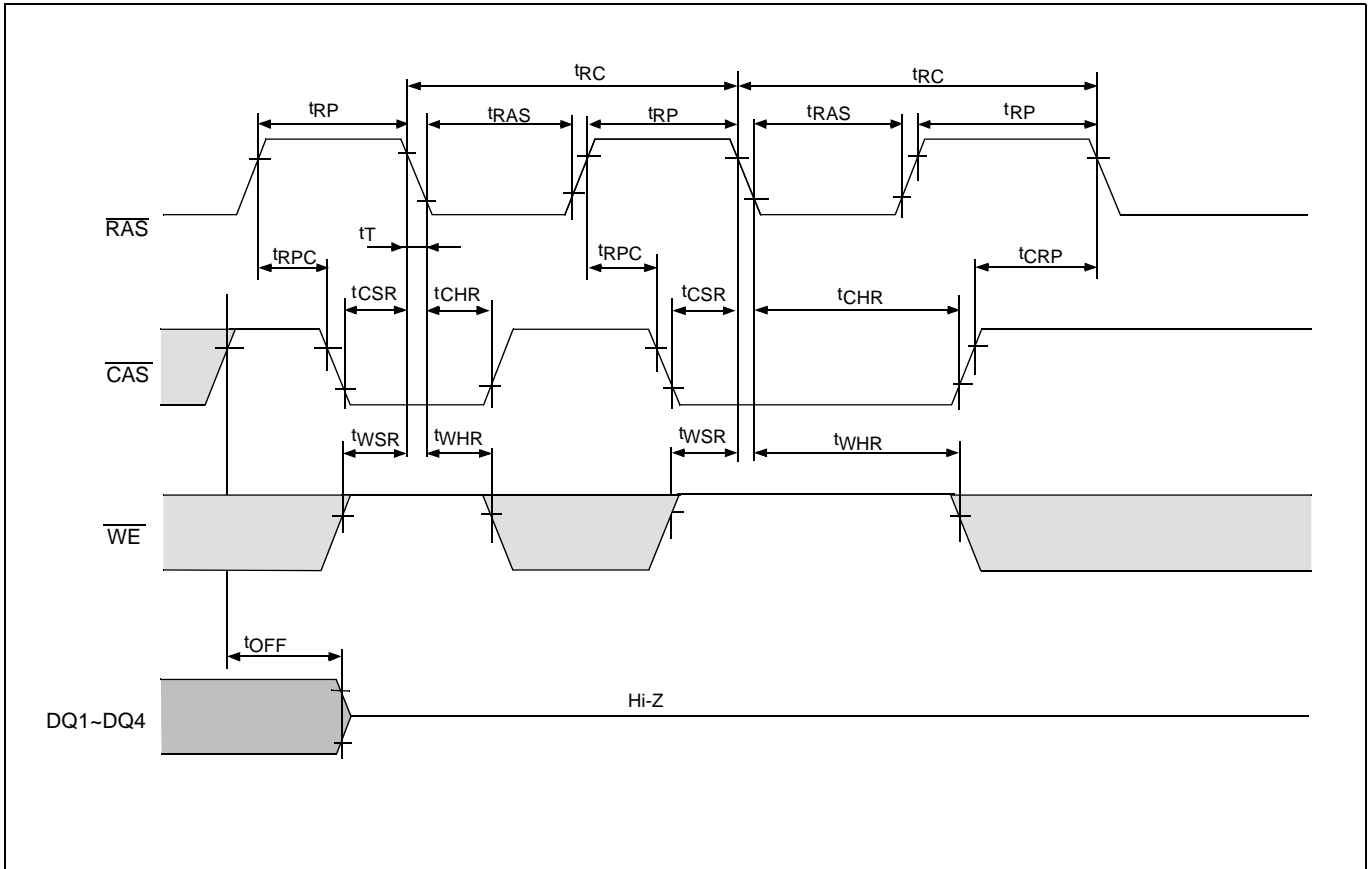 tRC tRC
tRP tRAS tRP tRAS tRP
RAS
tT
tRPC tRPC tCRP
tCSR tCHR tCSR tCHR
CAS
tWSR tWHR tWSR tWHR
WE
tOFF
Hi-Z
DQ1~DQ4